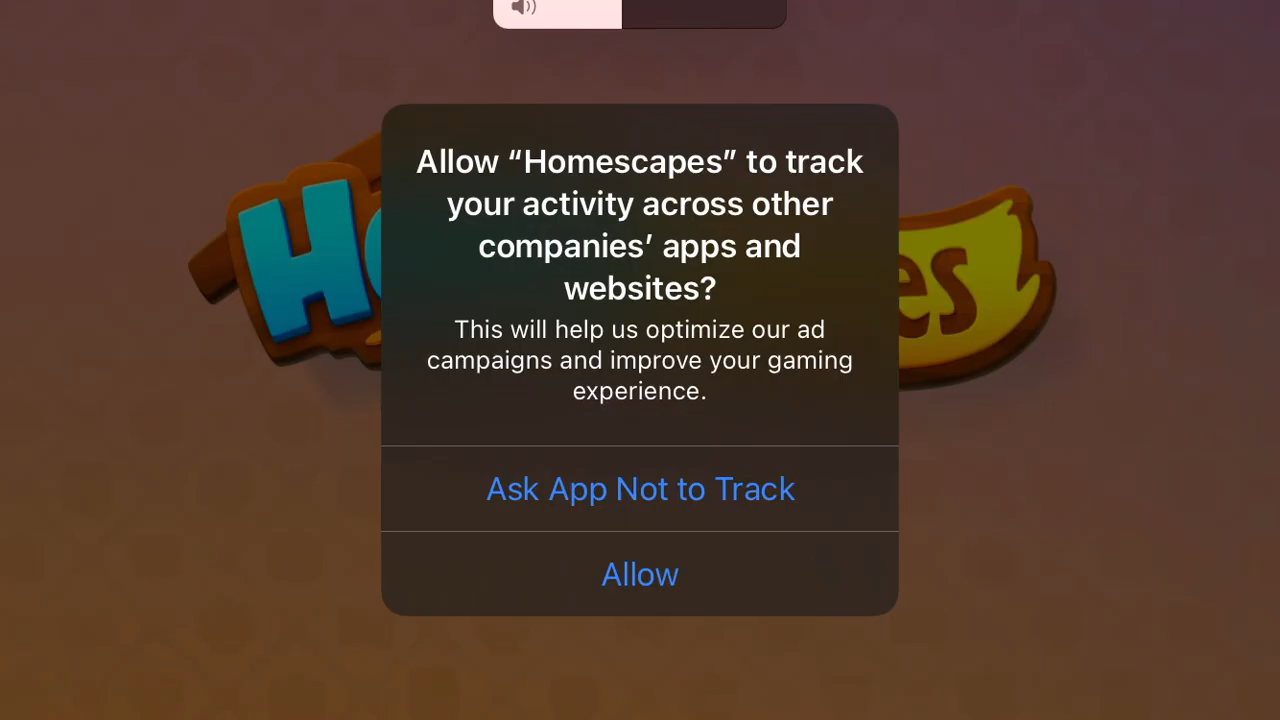 Allow “Homescapes” to track
your activity across other
companies’ apps and
websites?
This will help us optimize our ad
campaigns and improve your gaming
experience.
Ask App Not to Track
Allow
H
es